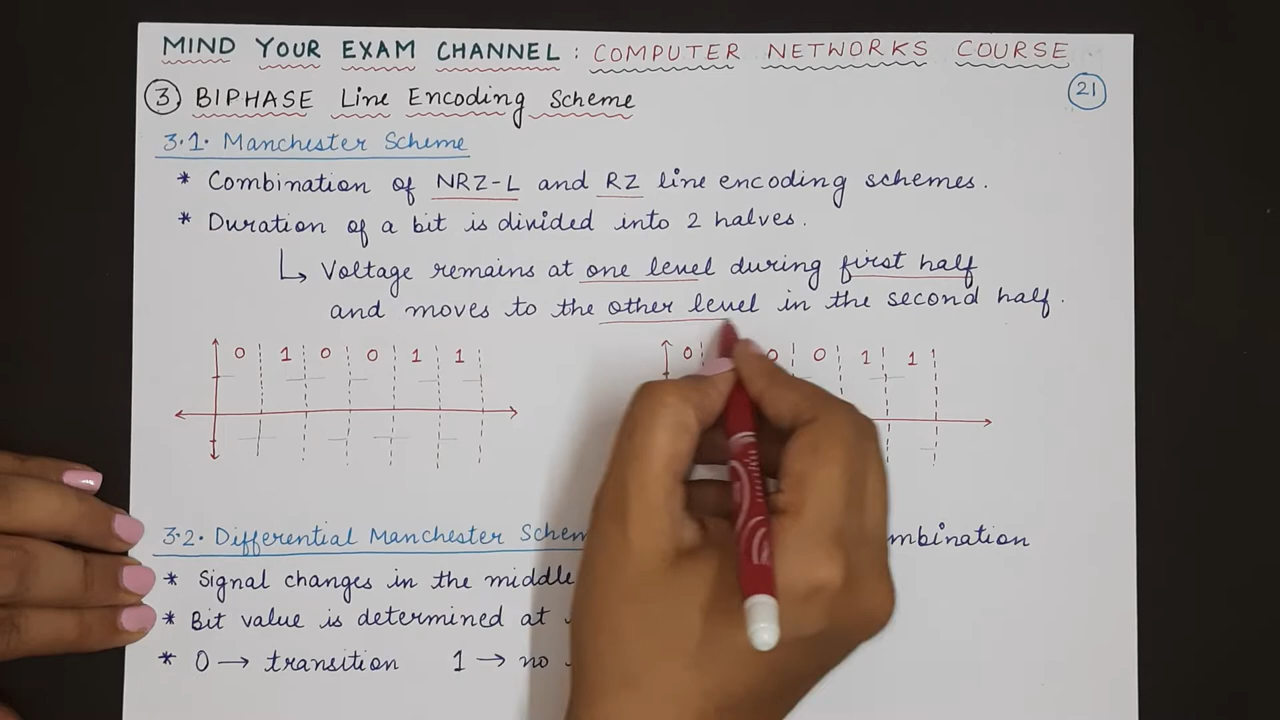 MIND YOUR EXAM CHANNEL : COMPUTER NETWORKS COURSE
21
3 BIPHASE Line Encoding Scheme
3.1. Manchester Scheme
* Combination of NRZ-L and RZ line encoding schemes.
* Duration of a bit is divided into 2 halves.
↳ Voltage remains at one level during first half
and moves to the other level in the second half.
0 1 0 0 1 1
0 0 0 1 1
3.2. Differential Manchester
* Signal changes in the middle
* Bit value is determined at
* 0 → transition 1 → no